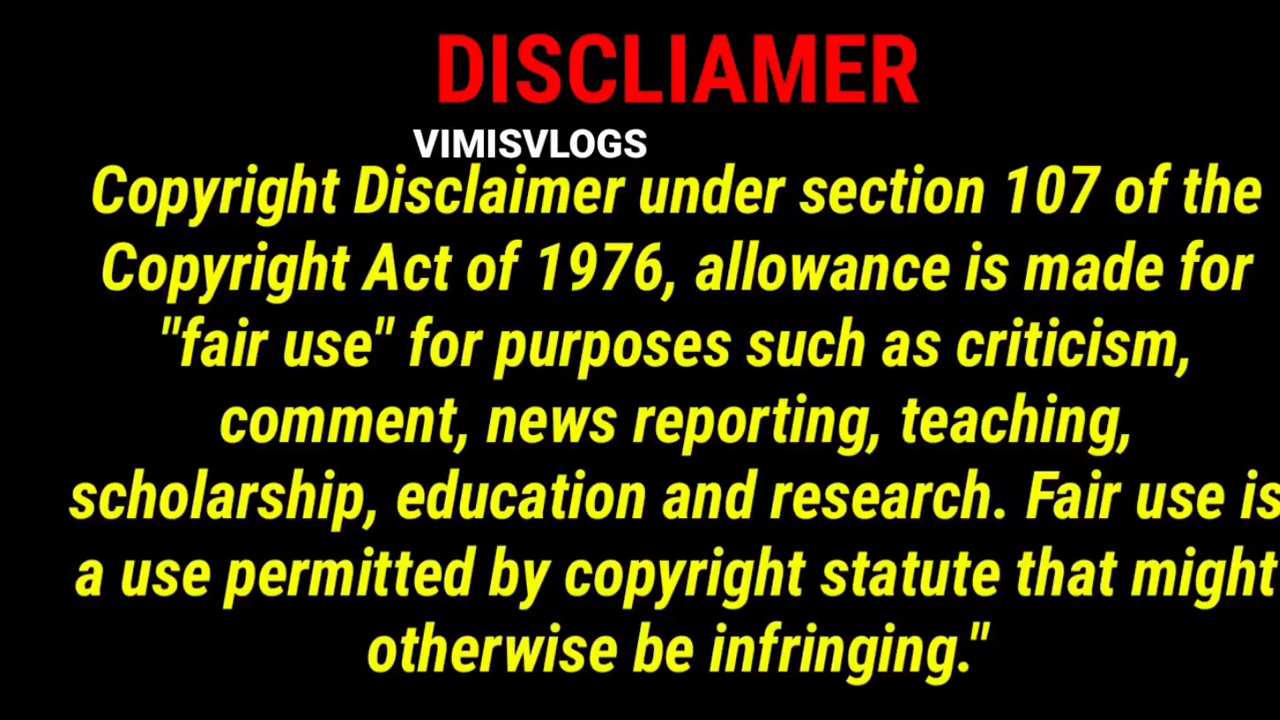 DISCLIAMER
VIMISVLOGS
Copyright Disclaimer under section 107 of the
Copyright Act of 1976, allowance is made for
"fair use" for purposes such as criticism,
comment, news reporting, teaching,
scholarship, education and research. Fair use is
a use permitted by copyright statute that might
otherwise be infringing."